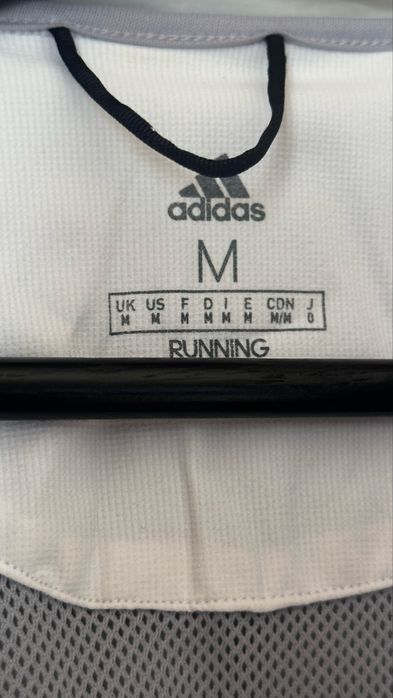 adidas
M
UK US F D I E CDN J
M M M M M M M/M O
RUNNING